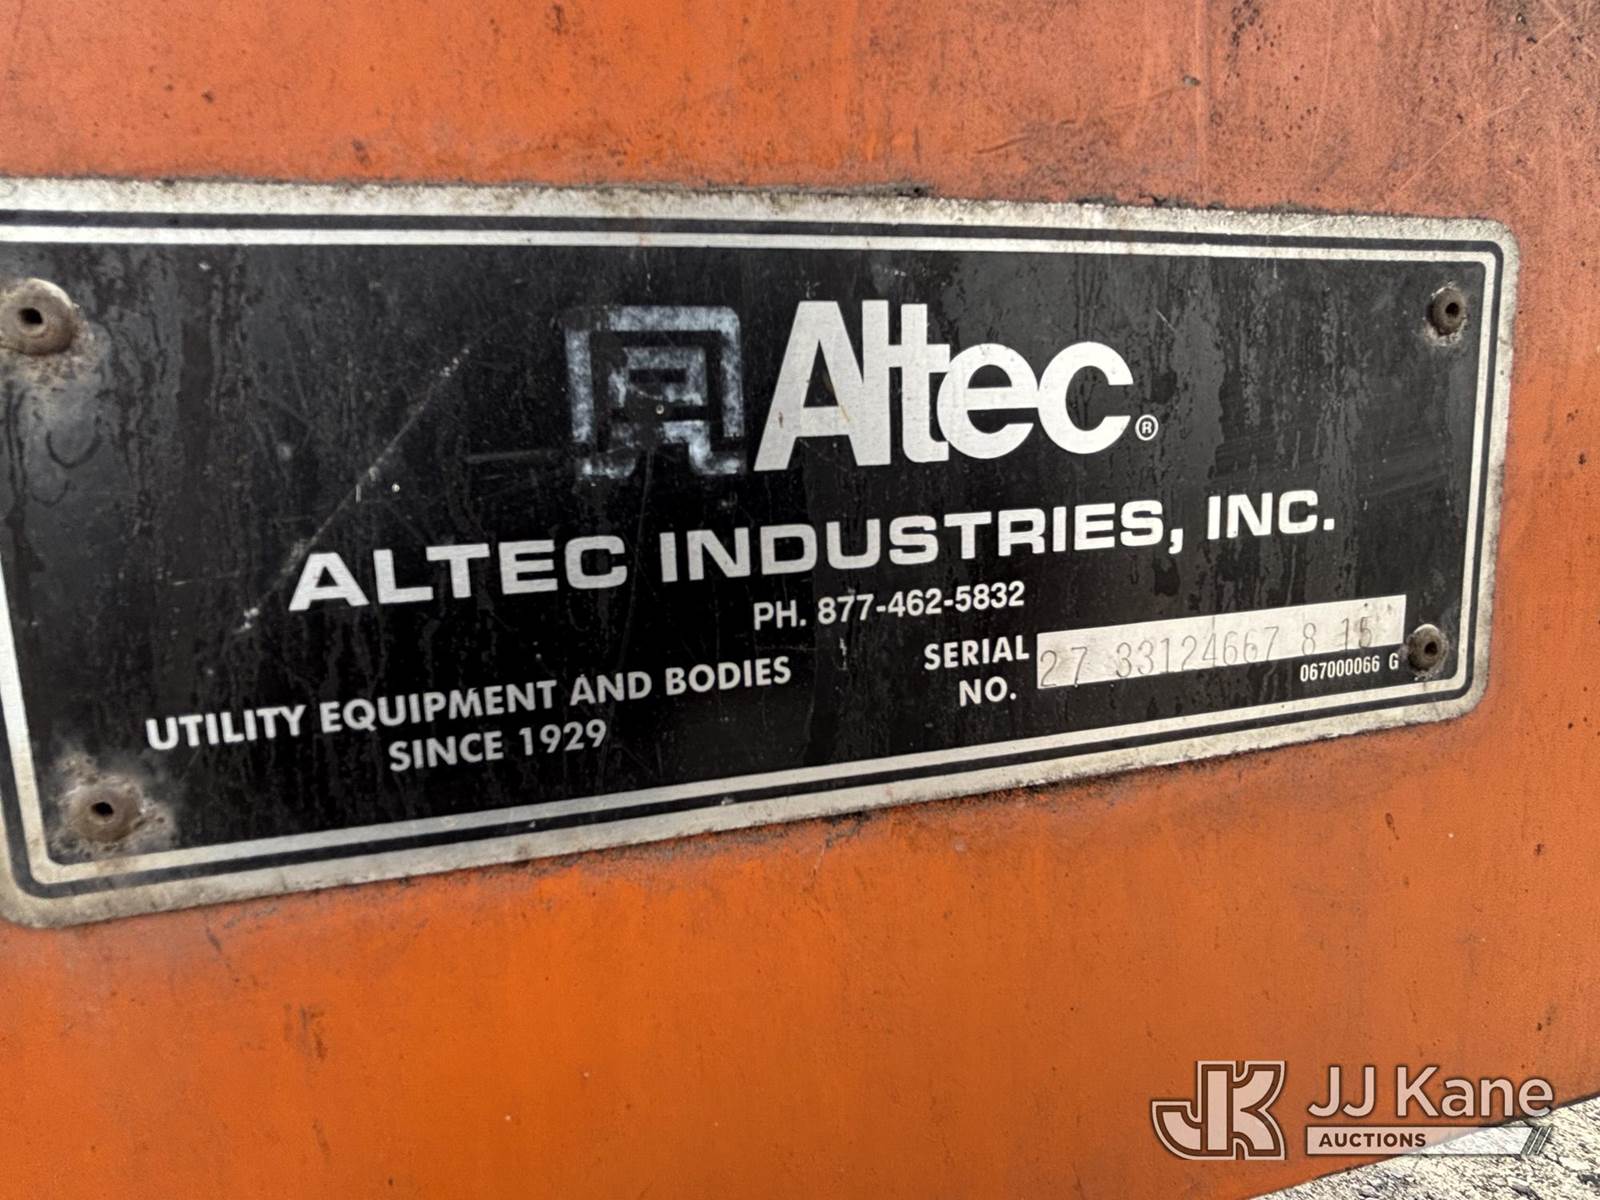 Altec®
ALTEC INDUSTRIES, INC.
PH. 877-462-5832
SERIAL NO. 27 33124667 8 15
067000066 G
UTILITY EQUIPMENT AND BODIES
SINCE 1929
JK JJ Kane
AUCTIONS